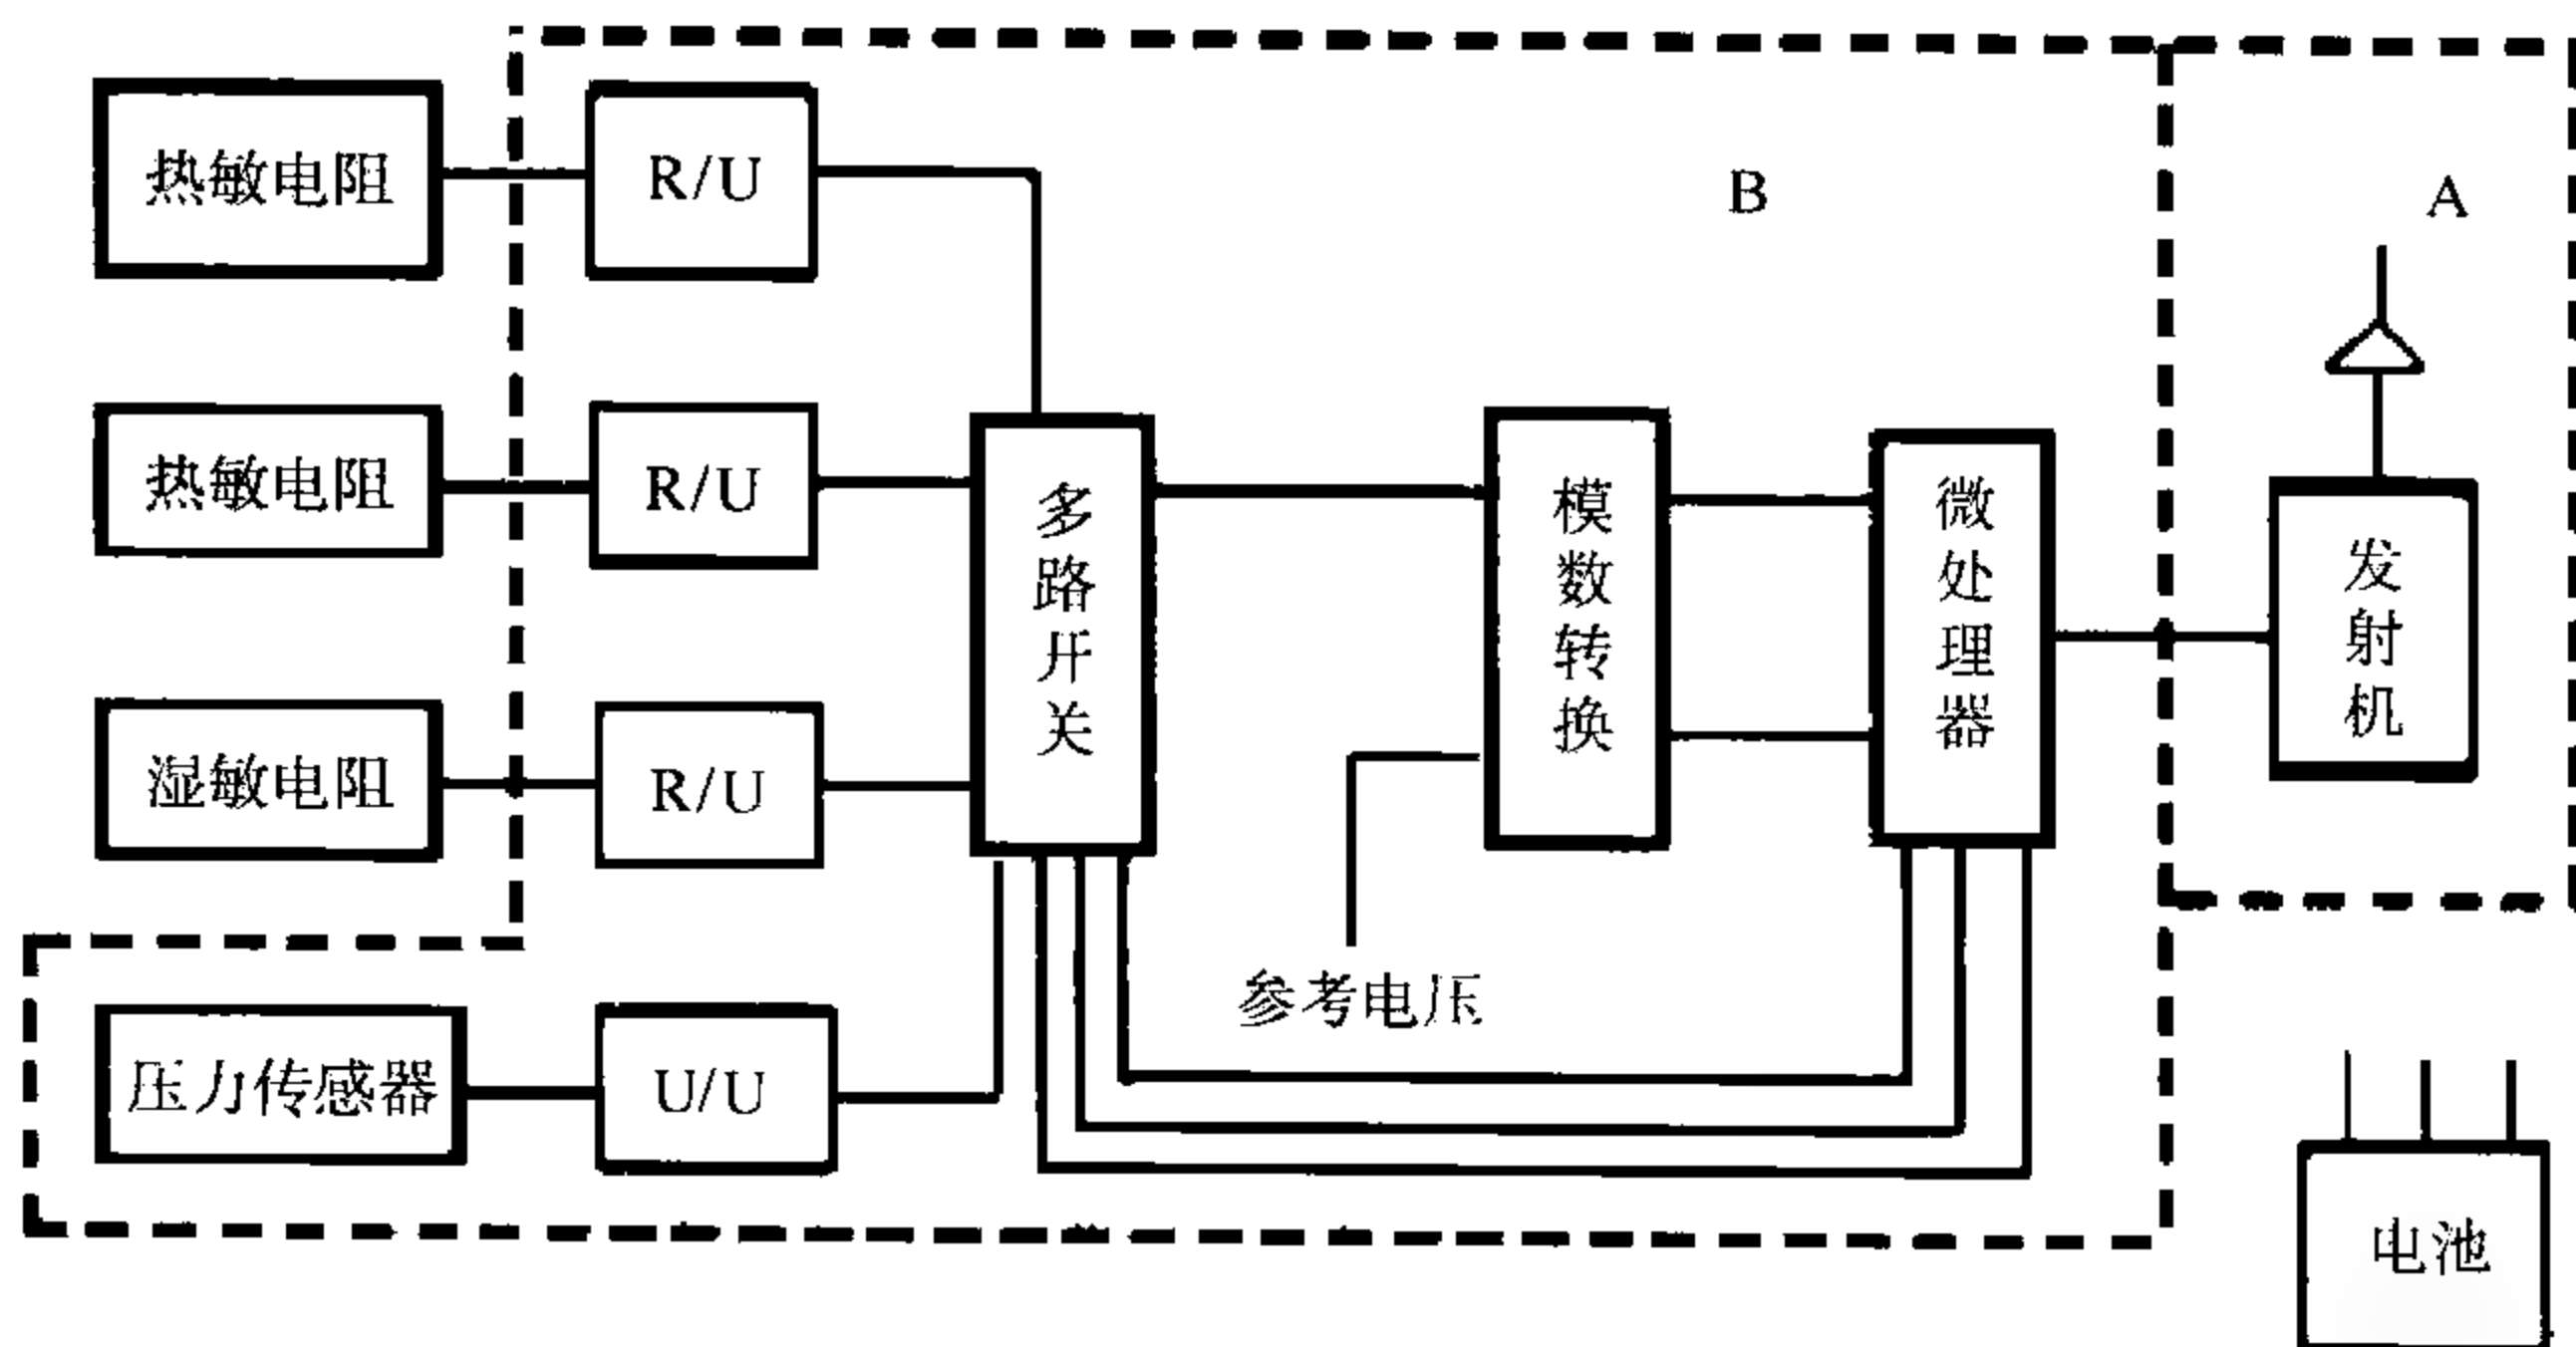 热敏电阻
R/U
B
A
热敏电阻
R/U
多路开关
模数转换
微处理器
发射机
湿敏电阻
R/U
参考电压
压力传感器
U/U
电池